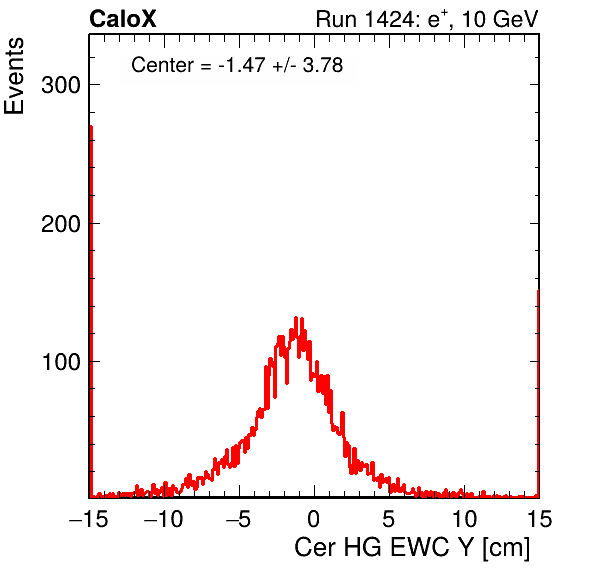 CaloX Run 1424: e⁺, 10 GeV
Center = -1.47 +/- 3.78
Events
300
200
100
−15 −10 −5 0 5 10 15
Cer HG EWC Y [cm]